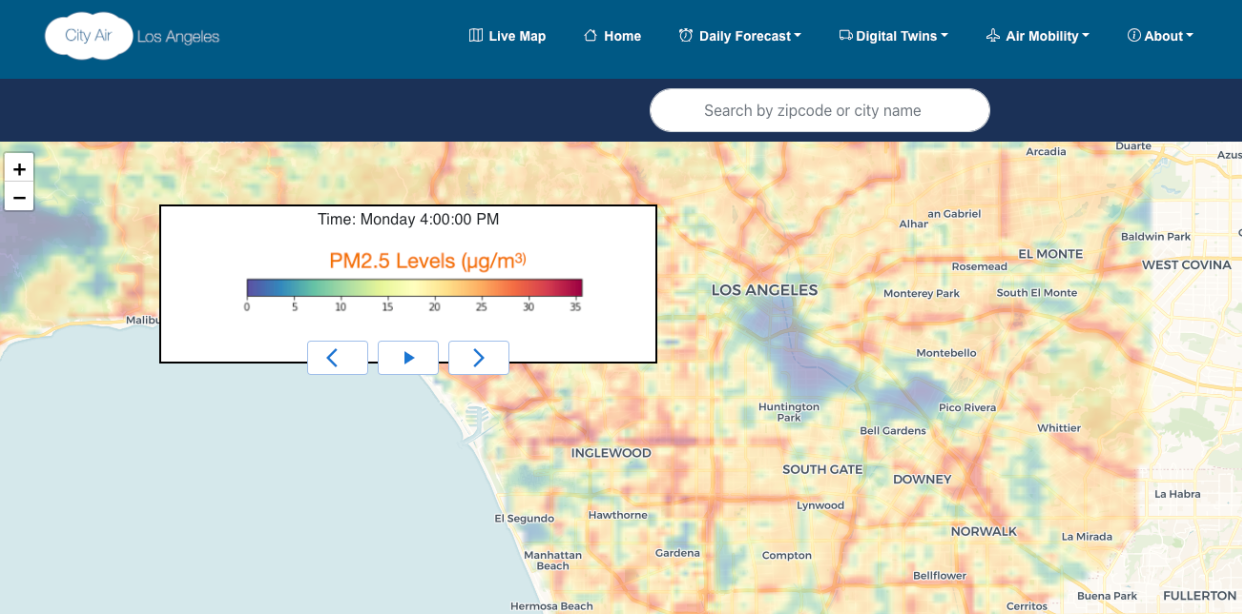 City Air Los Angeles
Live Map Home Daily Forecast Digital Twins Air Mobility About
Search by zipcode or city name
+
−
Time: Monday 4:00:00 PM
PM2.5 Levels (µg/m³)
0 5 10 15 20 25 30 35
Arcadia
Duarte
Azus
an Gabriel
Alhar
Baldwin Park
EL MONTE
WEST COVINA
Rosemead
LOS ANGELES
Monterey Park
South El Monte
Malibu
Montebello
Huntington
Park
Pico Rivera
Bell Gardens
Whittier
INGLEWOOD
SOUTH GATE
DOWNEY
La Habra
Lynwood
El Segundo
Hawthorne
NORWALK
La Mirada
Manhattan
Beach
Gardena
Compton
Bellflower
Buena Park
FULLERTON
Hermosa Beach
Cerritos